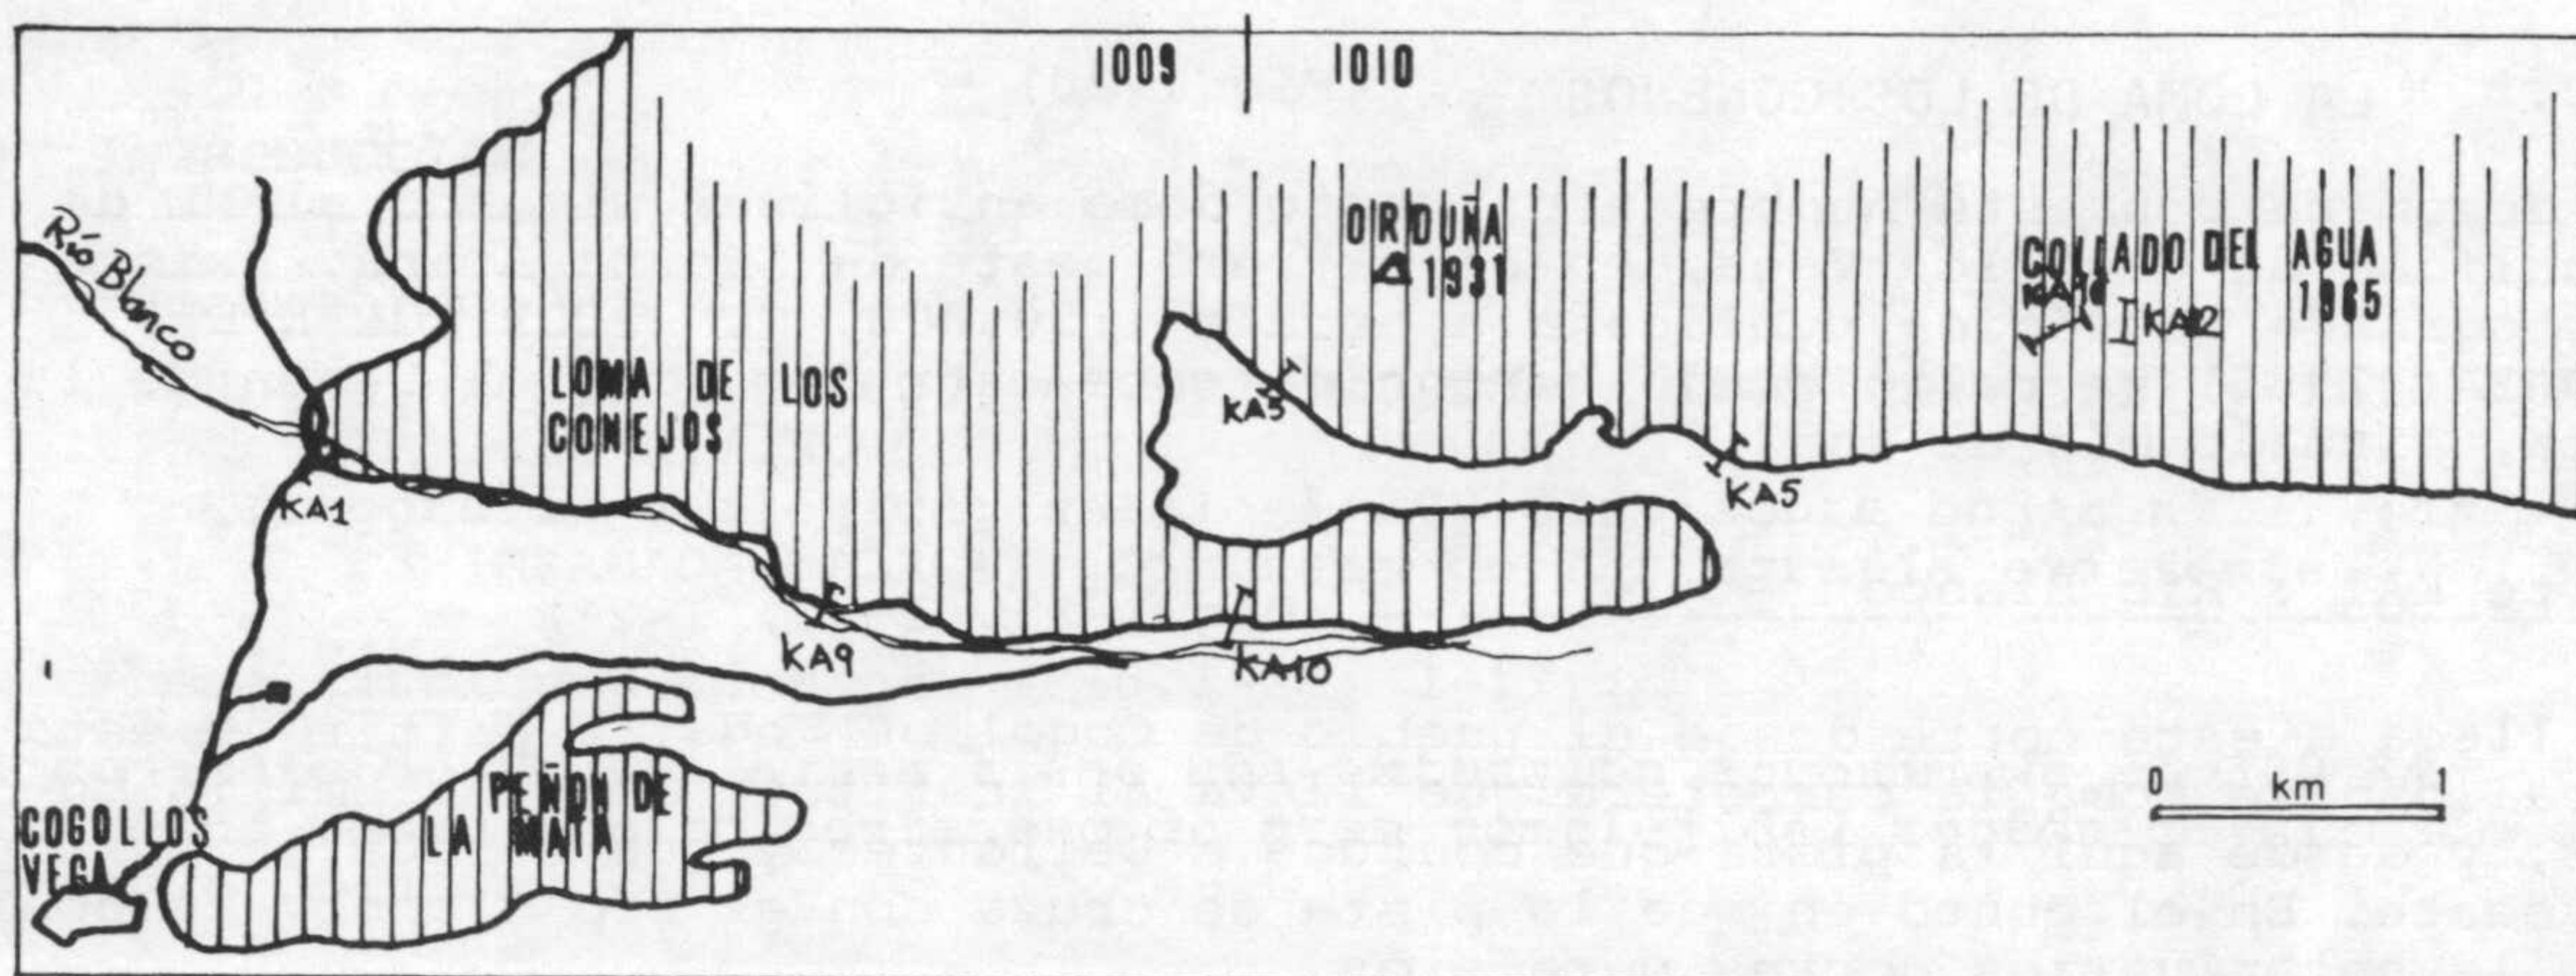 1009 1010
Río Blanco
ORDUÑA
1931
COLLADO DEL AGUA
1965
KA12
LOMA DE LOS
CONEJOS
KA3
KA1
KA5
KA9
KA10
PEÑON DE
LA MATA
COGOLLOS
VEGA
0 km 1